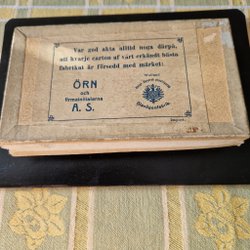 Var god akta alltid noga därpå,
att hvarje carton af vårt erkändt bästa
fabrikat är försedd med märket:
ÖRN
och
firmainitialerna
A. S.